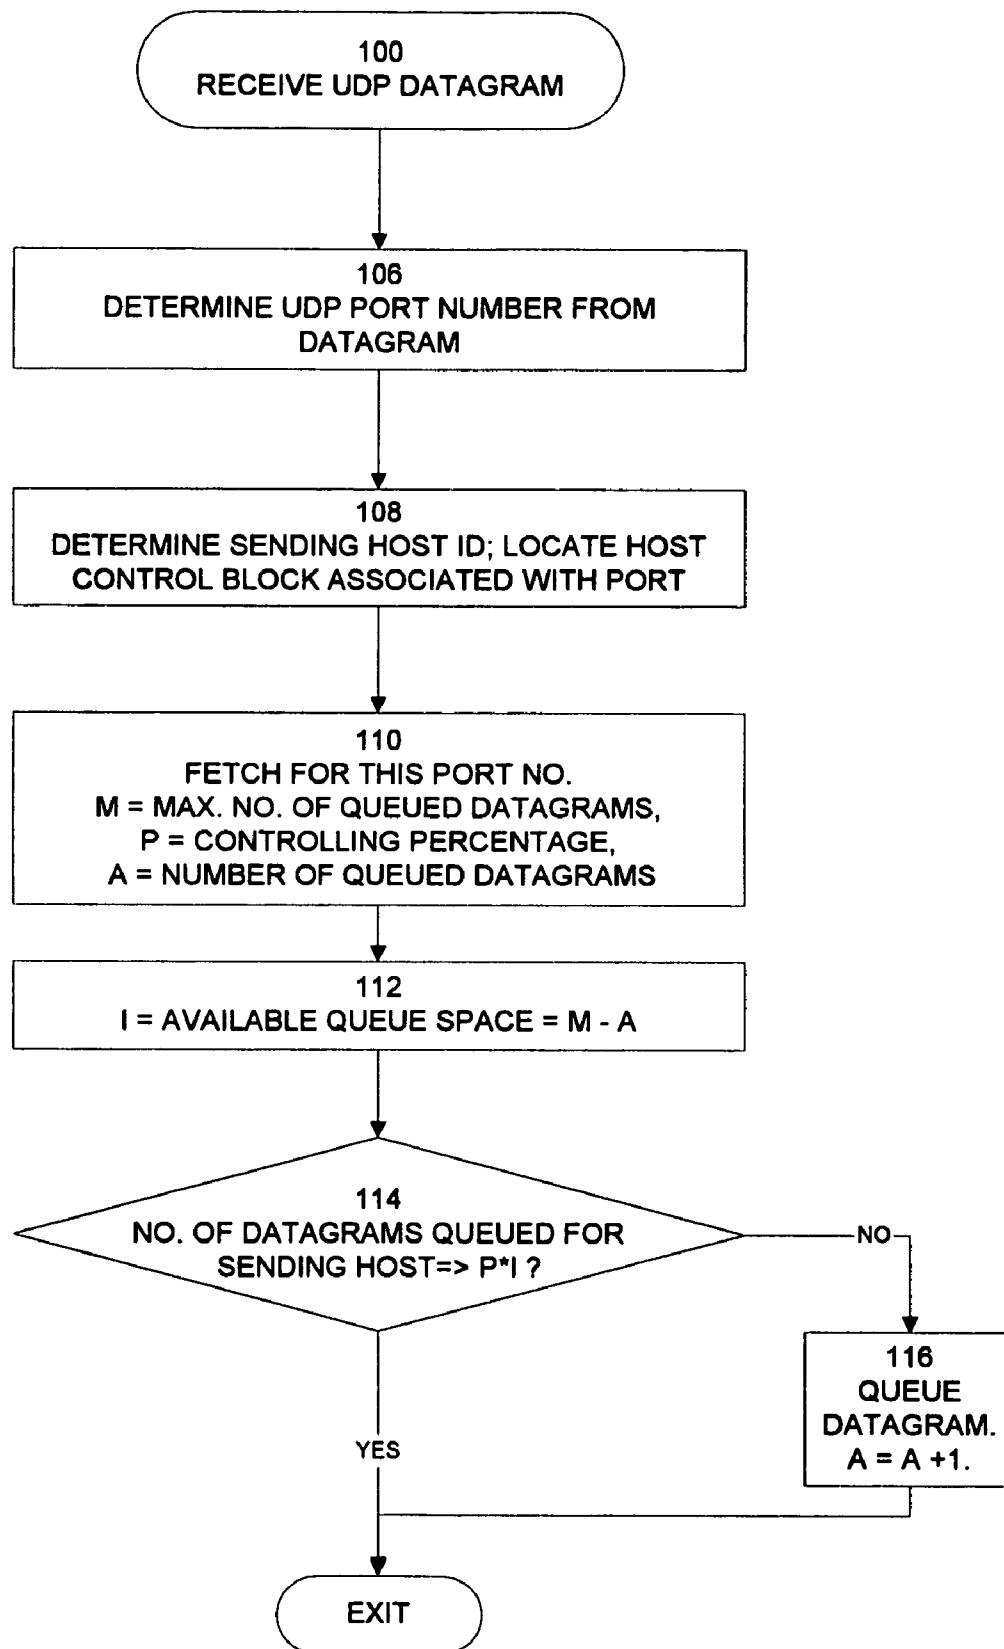 100
RECEIVE UDP DATAGRAM
106
DETERMINE UDP PORT NUMBER FROM
DATAGRAM
108
DETERMINE SENDING HOST ID; LOCATE HOST
CONTROL BLOCK ASSOCIATED WITH PORT
110
FETCH FOR THIS PORT NO.
M = MAX. NO. OF QUEUED DATAGRAMS,
P = CONTROLLING PERCENTAGE,
A = NUMBER OF QUEUED DATAGRAMS
112
I = AVAILABLE QUEUE SPACE = M - A
114
NO. OF DATAGRAMS QUEUED FOR
SENDING HOST=> P*I ?
NO
116
QUEUE
DATAGRAM.
A = A +1.
YES
EXIT